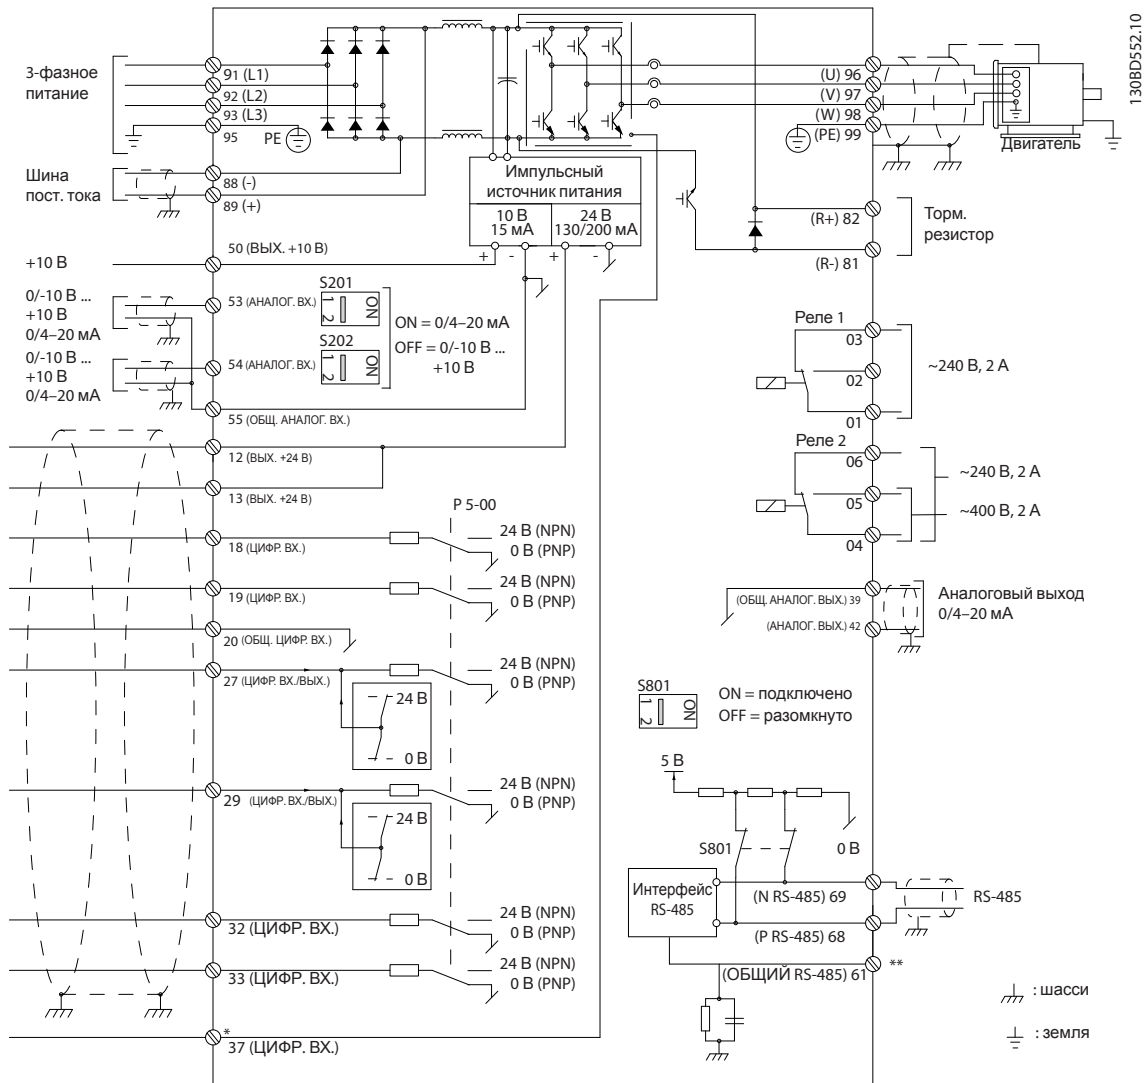 130BD552.10
3-фазное
питание
91 (L1)
92 (L2)
93 (L3)
95
PE
Шина
пост. тока
88 (-)
89 (+)
50 (ВЫХ. +10 В)
+10 В
0/-10 В ...
+10 В
0/4–20 мА
0/-10 В ...
+10 В
0/4–20 мА
53 (АНАЛОГ. ВХ.)
54 (АНАЛОГ. ВХ.)
55 (ОБЩ. АНАЛОГ. ВХ.)
12 (ВЫХ. +24 В)
13 (ВЫХ. +24 В)
18 (ЦИФР. ВХ.)
19 (ЦИФР. ВХ.)
20 (ОБЩ. ЦИФР. ВХ.)
27 (ЦИФР. ВХ./ВЫХ.)
29 (ЦИФР. ВХ./ВЫХ.)
32 (ЦИФР. ВХ.)
33 (ЦИФР. ВХ.)
*
37 (ЦИФР. ВХ.)
S201
1
2
ON
S202
1
2
ON
ON = 0/4–20 мА
OFF = 0/-10 В ...
+10 В
Импульсный
источник питания
10 В
15 мА
24 В
130/200 мА
+ - + -
P 5-00
24 В (NPN)
0 В (PNP)
24 В (NPN)
0 В (PNP)
24 В (NPN)
0 В (PNP)
24 В
0 В
24 В (NPN)
0 В (PNP)
24 В
0 В
24 В (NPN)
0 В (PNP)
24 В (NPN)
0 В (PNP)
(U) 96
(V) 97
(W) 98
(PE) 99
Двигатель
(R+) 82
(R-) 81
Торм.
резистор
Реле 1
03
02
01
~240 В, 2 А
Реле 2
06
05
04
~240 В, 2 А
~400 В, 2 А
(ОБЩ. АНАЛОГ. ВЫХ.) 39
(АНАЛОГ. ВЫХ.) 42
Аналоговый выход
0/4–20 мА
S801
1
2
ON
ON = подключено
OFF = разомкнуто
5 В
S801
0 В
Интерфейс
RS-485
(N RS-485) 69
(P RS-485) 68
RS-485
(ОБЩИЙ RS-485) 61
**
: шасси
: земля